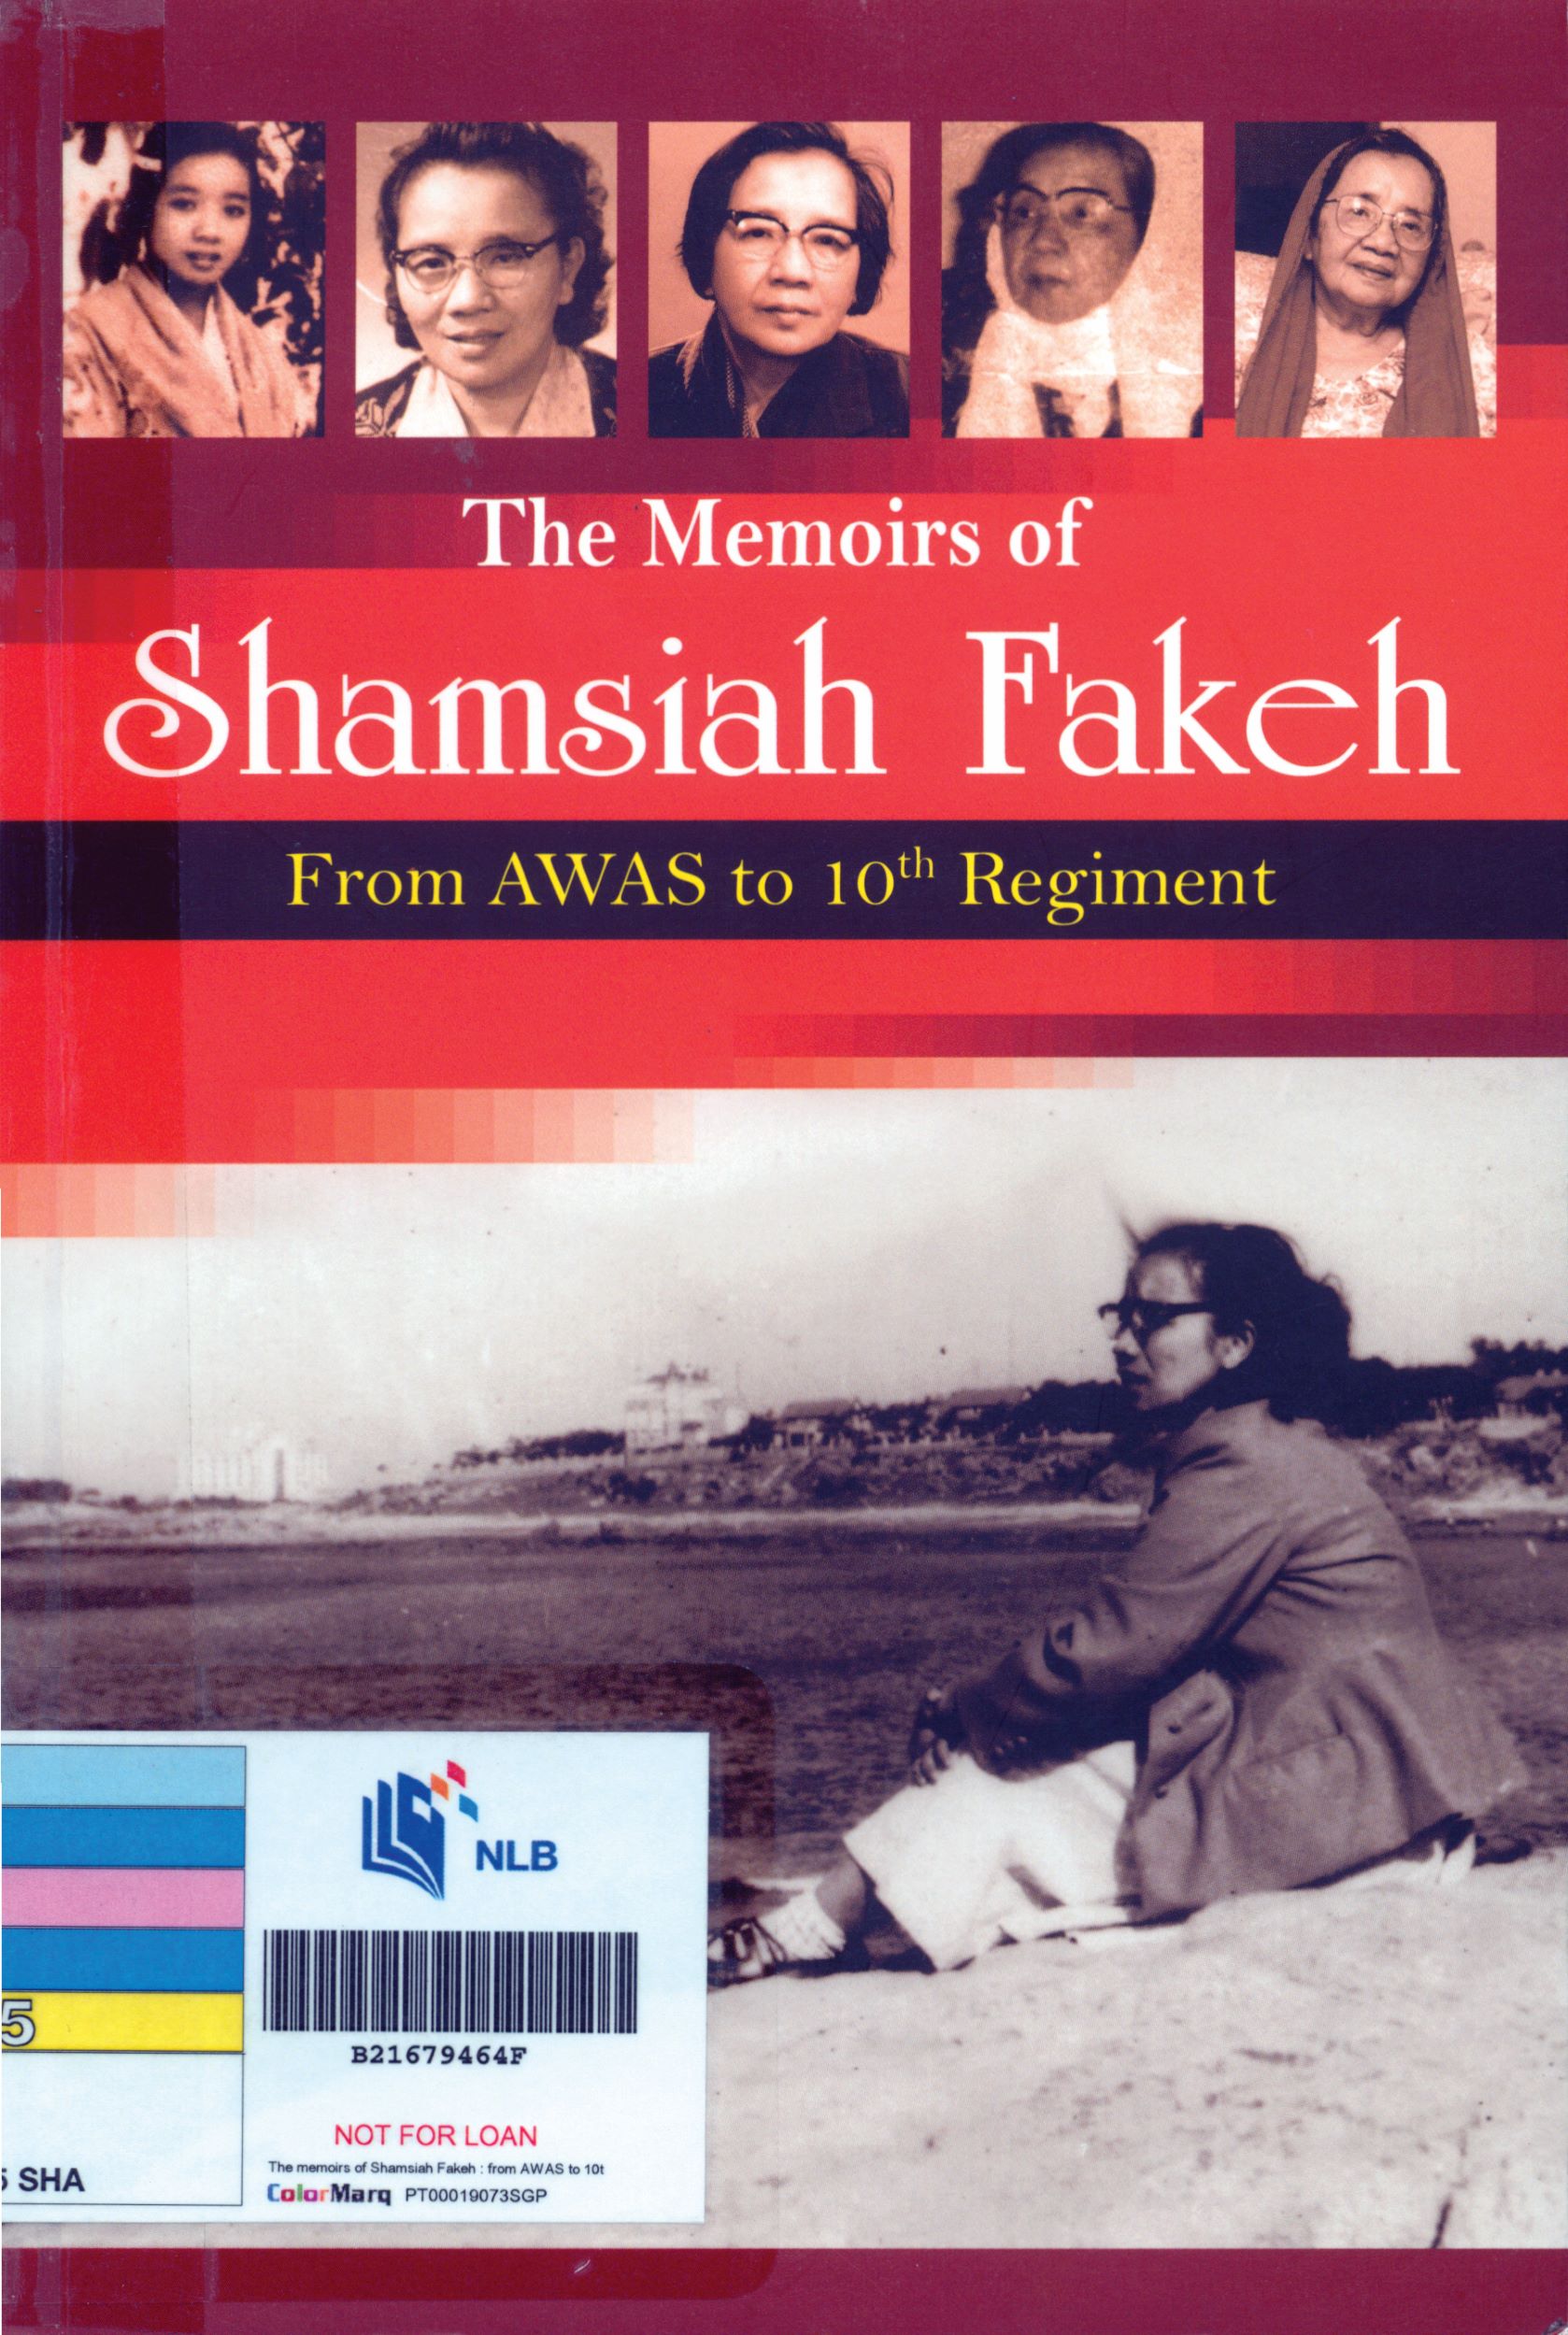 The Memoirs of
Shamsiah Fakeh
From AWAS to 10th Regiment
NLB
B21679464F
NOT FOR LOAN
The memoirs of Shamsiah Fakeh : from AWAS to 10t
ColorMarq PT00019073SGP
5
5 SHA